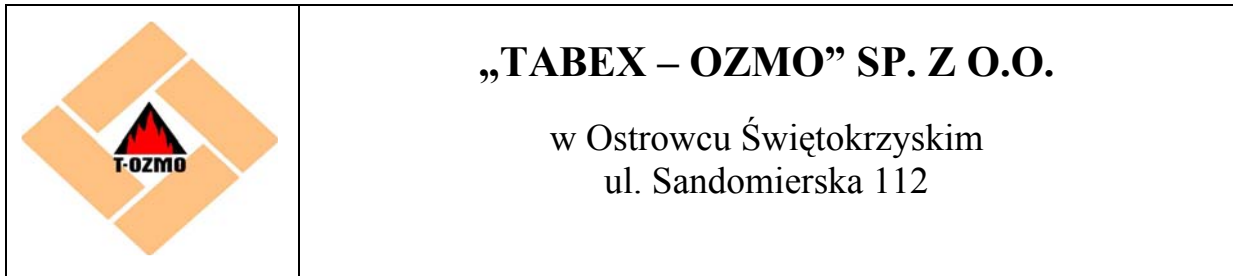 T-OZMO
„TABEX – OZMO” SP. Z O.O.
w Ostrowcu Świętokrzyskim
ul. Sandomierska 112